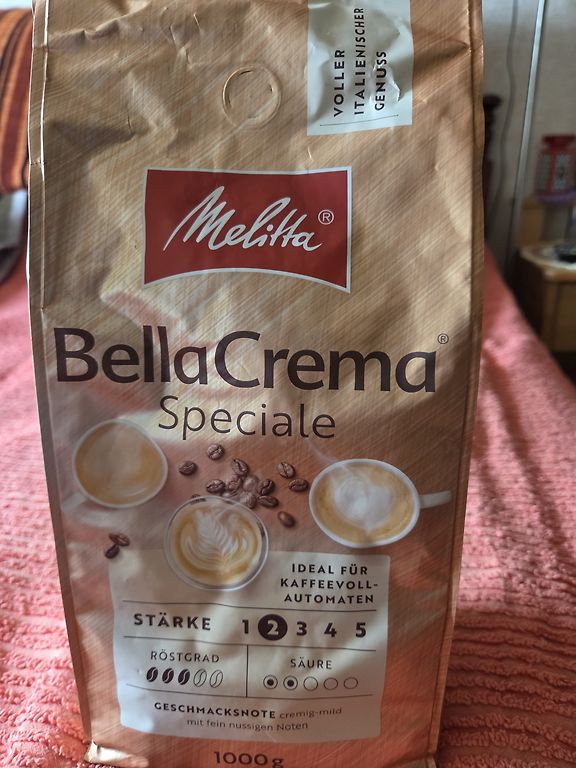 VOLLER
ITALIENISCHER
GENUSS
Melitta®
BellaCrema®
Speciale
IDEAL FÜR
KAFFEEVOLL-
AUTOMATEN
STÄRKE 1 2 3 4 5
RÖSTGRAD
SÄURE
GESCHMACKSNOTE cremig-mild
mit fein nussigen Noten
1000g